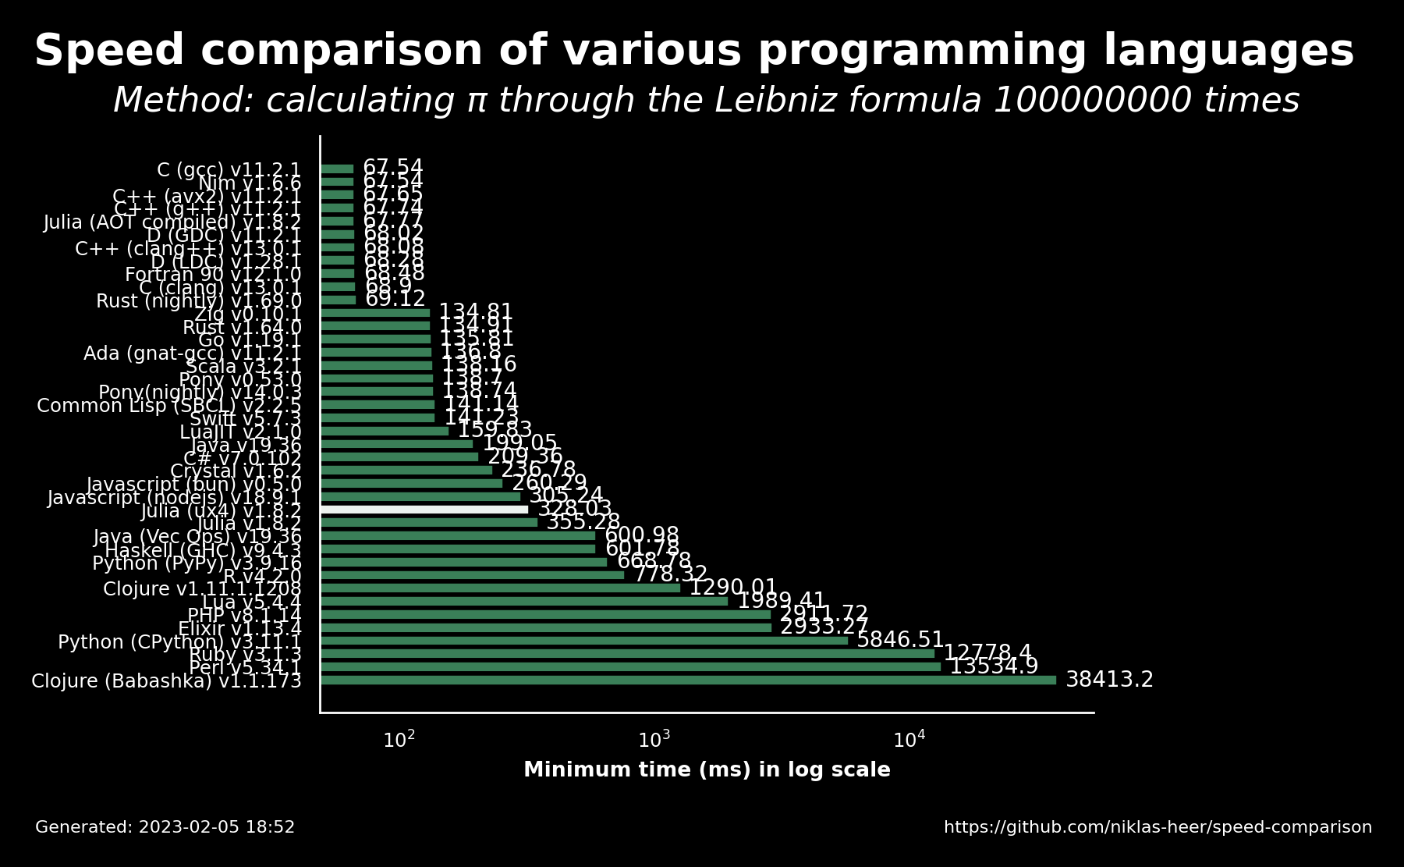 Speed comparison of various programming languages
Method: calculating π through the Leibniz formula 100000000 times
C (gcc) v11.2.1 67.54
Nim v1.6.6 67.54
C++ (avx2) v11.2.1 67.65
C++ (g++) v11.2.1 67.74
Julia (AOT compiled) v1.8.2 67.77
D (GDC) v11.2.1 68.02
C++ (clang++) v13.0.1 68.08
D (LDC) v1.28.1 68.28
Fortran 90 v12.1.0 68.48
C (clang) v13.0.1 68.9
Rust (nightly) v1.69.0 69.12
Zig v0.10.1 134.81
Rust v1.64.0 134.91
Go v1.19.1 135.81
Ada (gnat-gcc) v11.2.1 136.8
Scala v3.2.1 138.16
Pony v0.53.0 138.7
Pony(nightly) v14.0.3 138.74
Common Lisp (SBCL) v2.2.5 141.14
Swift v5.7.3 141.23
LuaJIT v2.1.0 159.83
Java v19.36 199.05
C# v7.0.102 209.36
Crystal v1.6.2 236.78
Javascript (bun) v0.5.0 260.29
Javascript (nodejs) v18.9.1 305.24
Julia (ux4) v1.8.2 328.03
Julia v1.8.2 355.28
Java (Vec Ops) v19.36 600.98
Haskell (GHC) v9.4.3 601.78
Python (PyPy) v3.9.16 668.78
R v4.2.0 778.32
Clojure v1.11.1.1208 1290.01
Lua v5.4.4 1989.41
PHP v8.1.14 2911.72
Elixir v1.13.4 2933.27
Python (CPython) v3.11.1 5846.51
Ruby v3.1.3 12778.4
Perl v5.34.1 13534.9
Clojure (Babashka) v1.1.173 38413.2
10² 10³ 10⁴
Minimum time (ms) in log scale
Generated: 2023-02-05 18:52 https://github.com/niklas-heer/speed-comparison